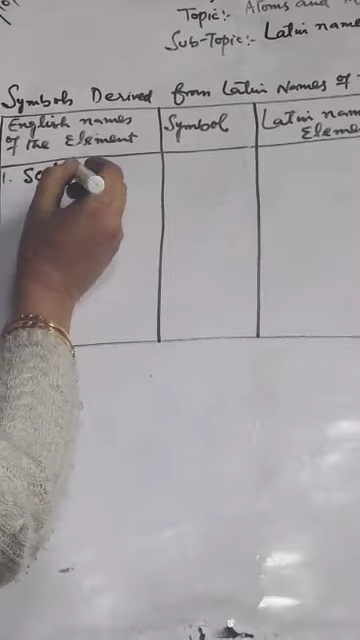 Topic:- Atoms and
Sub-Topic:- Latin name
Symbols Derived from Latin Names of
English names of the Element
Symbol
Latin nam
Eleme
1. So